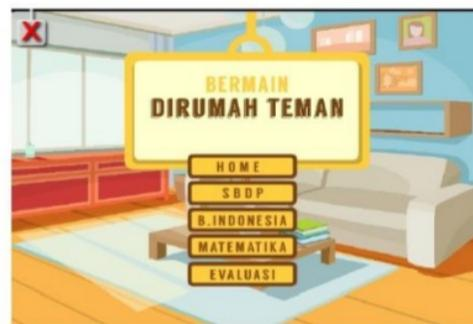 X
BERMAIN
DIRUMAH TEMAN
HOME
SBDP
B.INDONESIA
MATEMATIKA
EVALUASI